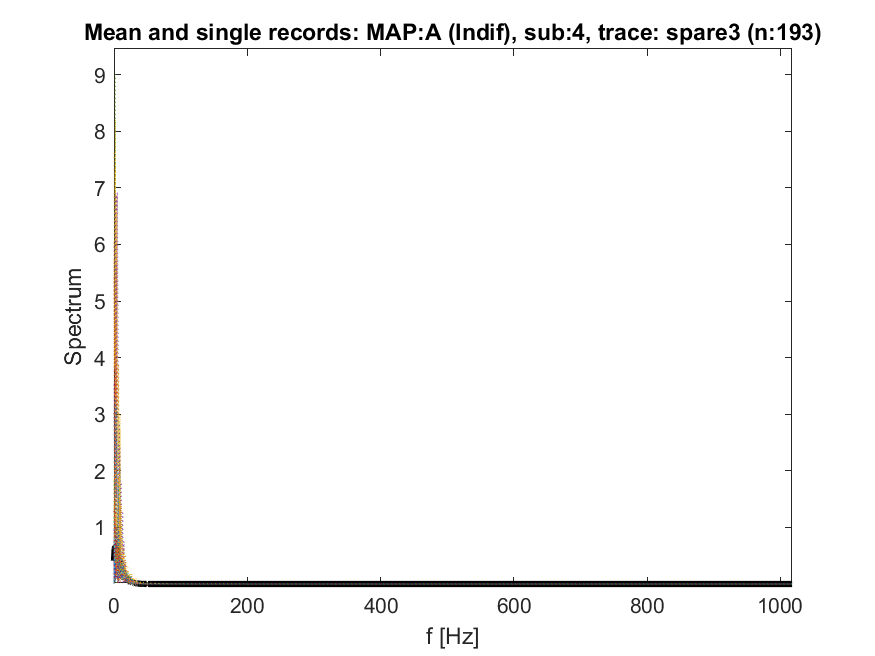 Mean and single records: MAP:A (Indif), sub:4, trace: spare3 (n:193)
9
8
7
6
5
4
3
2
1
Spectrum
0 200 400 600 800 1000
f [Hz]